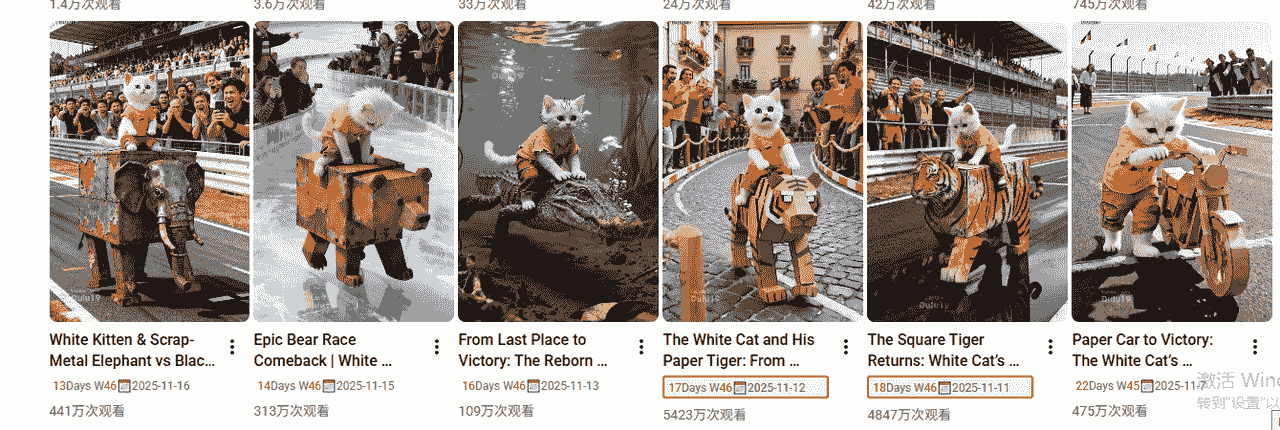 1.4万次观看
3.6万次观看
33万次观看
24万次观看
42万次观看
745万次观看
Dulu19
Dulu19
Dulu19
Dulu19
Dulu19
White Kitten & Scrap-
Metal Elephant vs Blac...
13Days W46 2025-11-16
441万次观看
Epic Bear Race
Comeback | White ...
14Days W46 2025-11-15
313万次观看
From Last Place to
Victory: The Reborn ...
16Days W46 2025-11-13
109万次观看
The White Cat and His
Paper Tiger: From ...
17Days W46 2025-11-12
5423万次观看
The Square Tiger
Returns: White Cat's ...
18Days W46 2025-11-11
4847万次观看
Paper Car to Victory:
The White Cat's ...
22Days W45 2025-11-7
475万次观看
激活 Wind
转到"设置"以